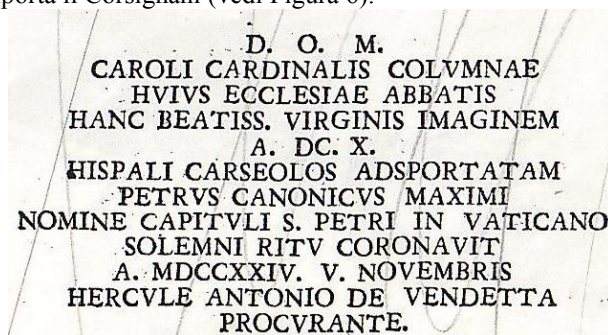 porta il Corsignani (vedi Figura 6).
D. O. M.
CAROLI CARDINALIS COLVMNAE
HVIVS ECCLESIAE ABBATIS
HANC BEATISS. VIRGINIS IMAGINEM
A. DC. X.
HISPALI CARSEOLOS ADSPORTATAM
PETRVS CANONICVS MAXIMI
NOMINE CAPITVLI S. PETRI IN VATICANO
SOLEMNI RITV CORONAVIT
A. MDCCXXIV. V. NOVEMBRIS
HERCVLE ANTONIO DE VENDETTA
PROCVRANTE.